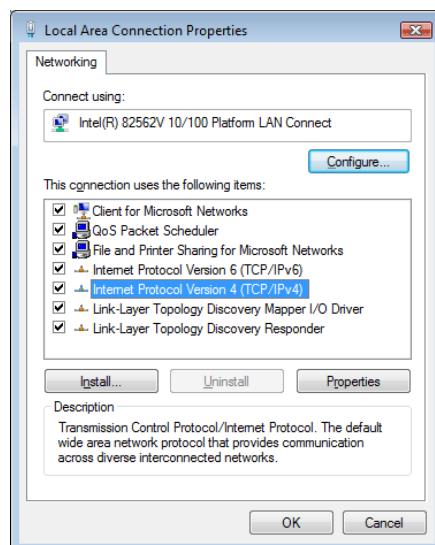 Local Area Connection Properties
Networking
Connect using:
Intel(R) 82562V 10/100 Platform LAN Connect
Configure...
This connection uses the following items:
Client for Microsoft Networks
QoS Packet Scheduler
File and Printer Sharing for Microsoft Networks
Internet Protocol Version 6 (TCP/IPv6)
Internet Protocol Version 4 (TCP/IPv4)
Link-Layer Topology Discovery Mapper I/O Driver
Link-Layer Topology Discovery Responder
Install... Uninstall Properties
Description
Transmission Control Protocol/Internet Protocol. The default
wide area network protocol that provides communication
across diverse interconnected networks.
OK Cancel